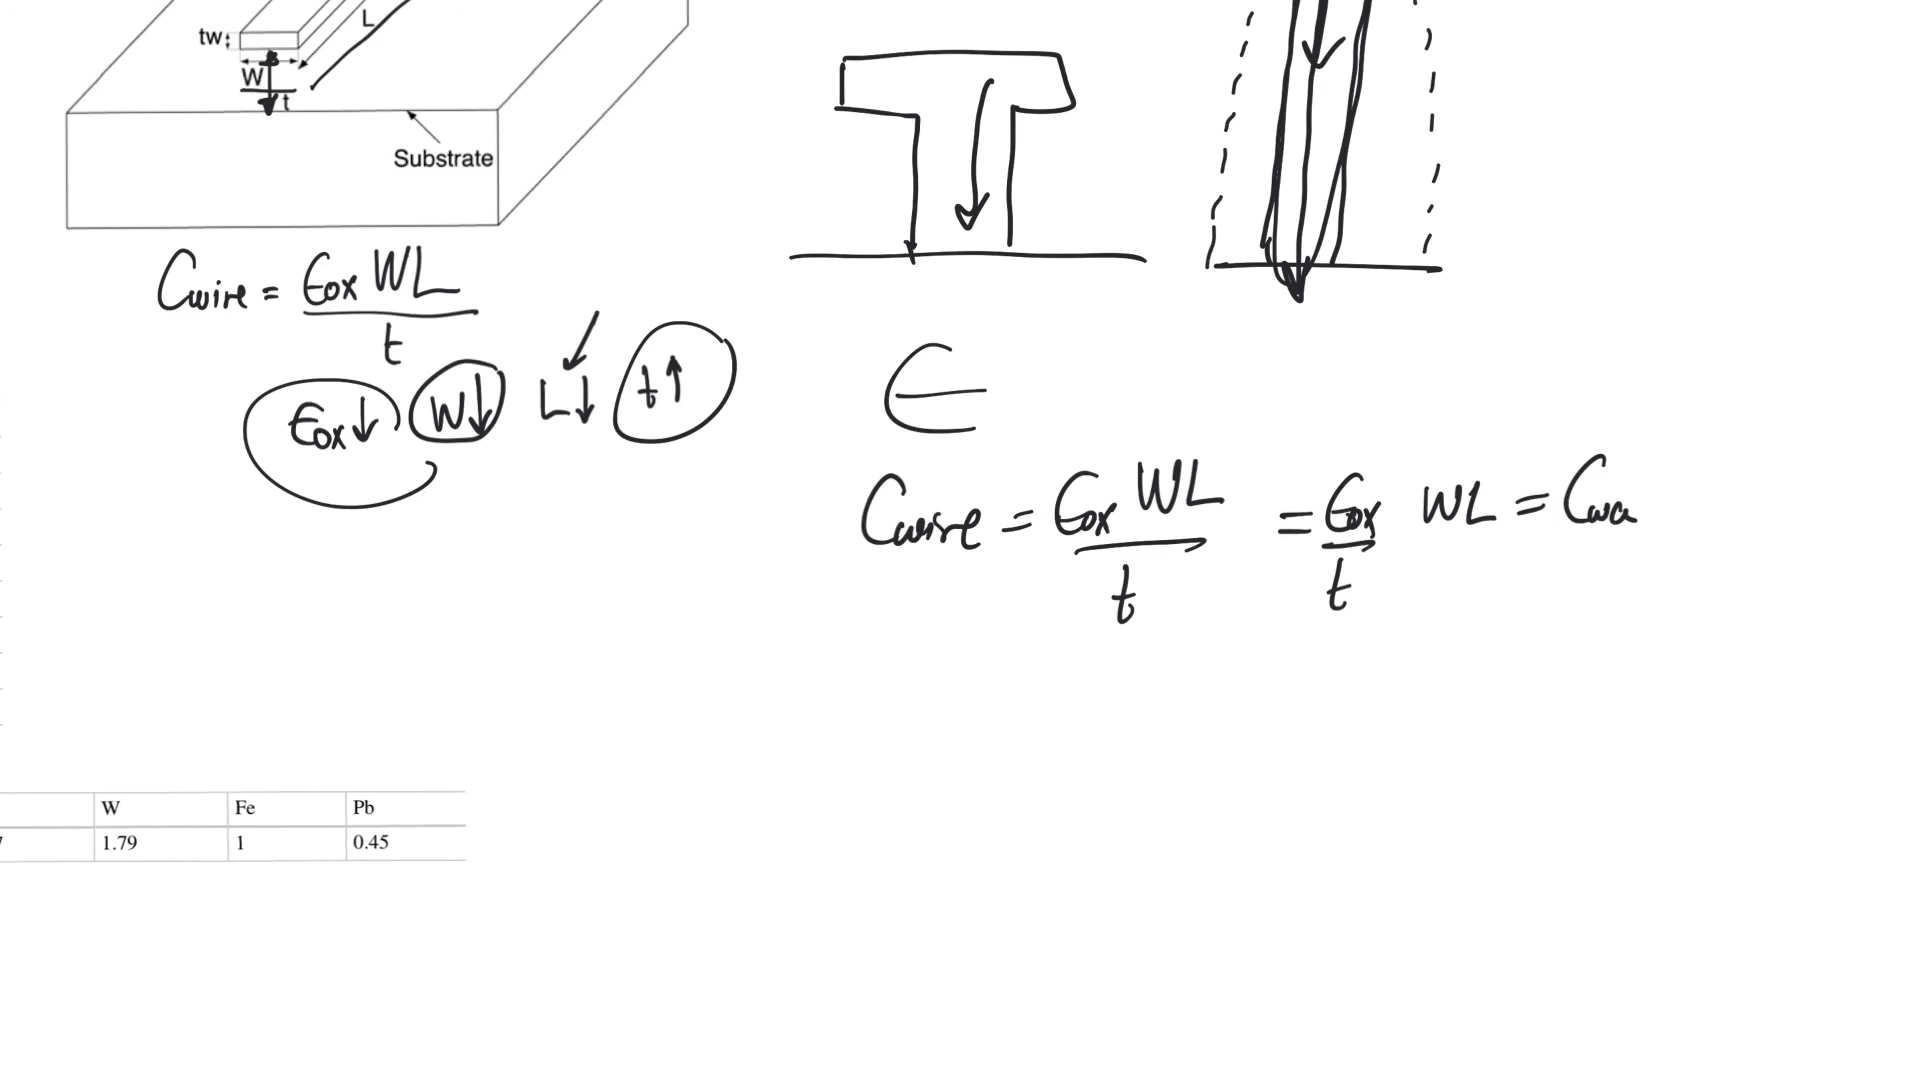 L
tw
W
t
Substrate
Cwire = ϵox WL / t
ϵox↓ W↓ L↓ t↑
ϵ
Cwire = ϵox WL / t = ϵox / t WL = Cwa
W Fe Pb
1.79 1 0.45